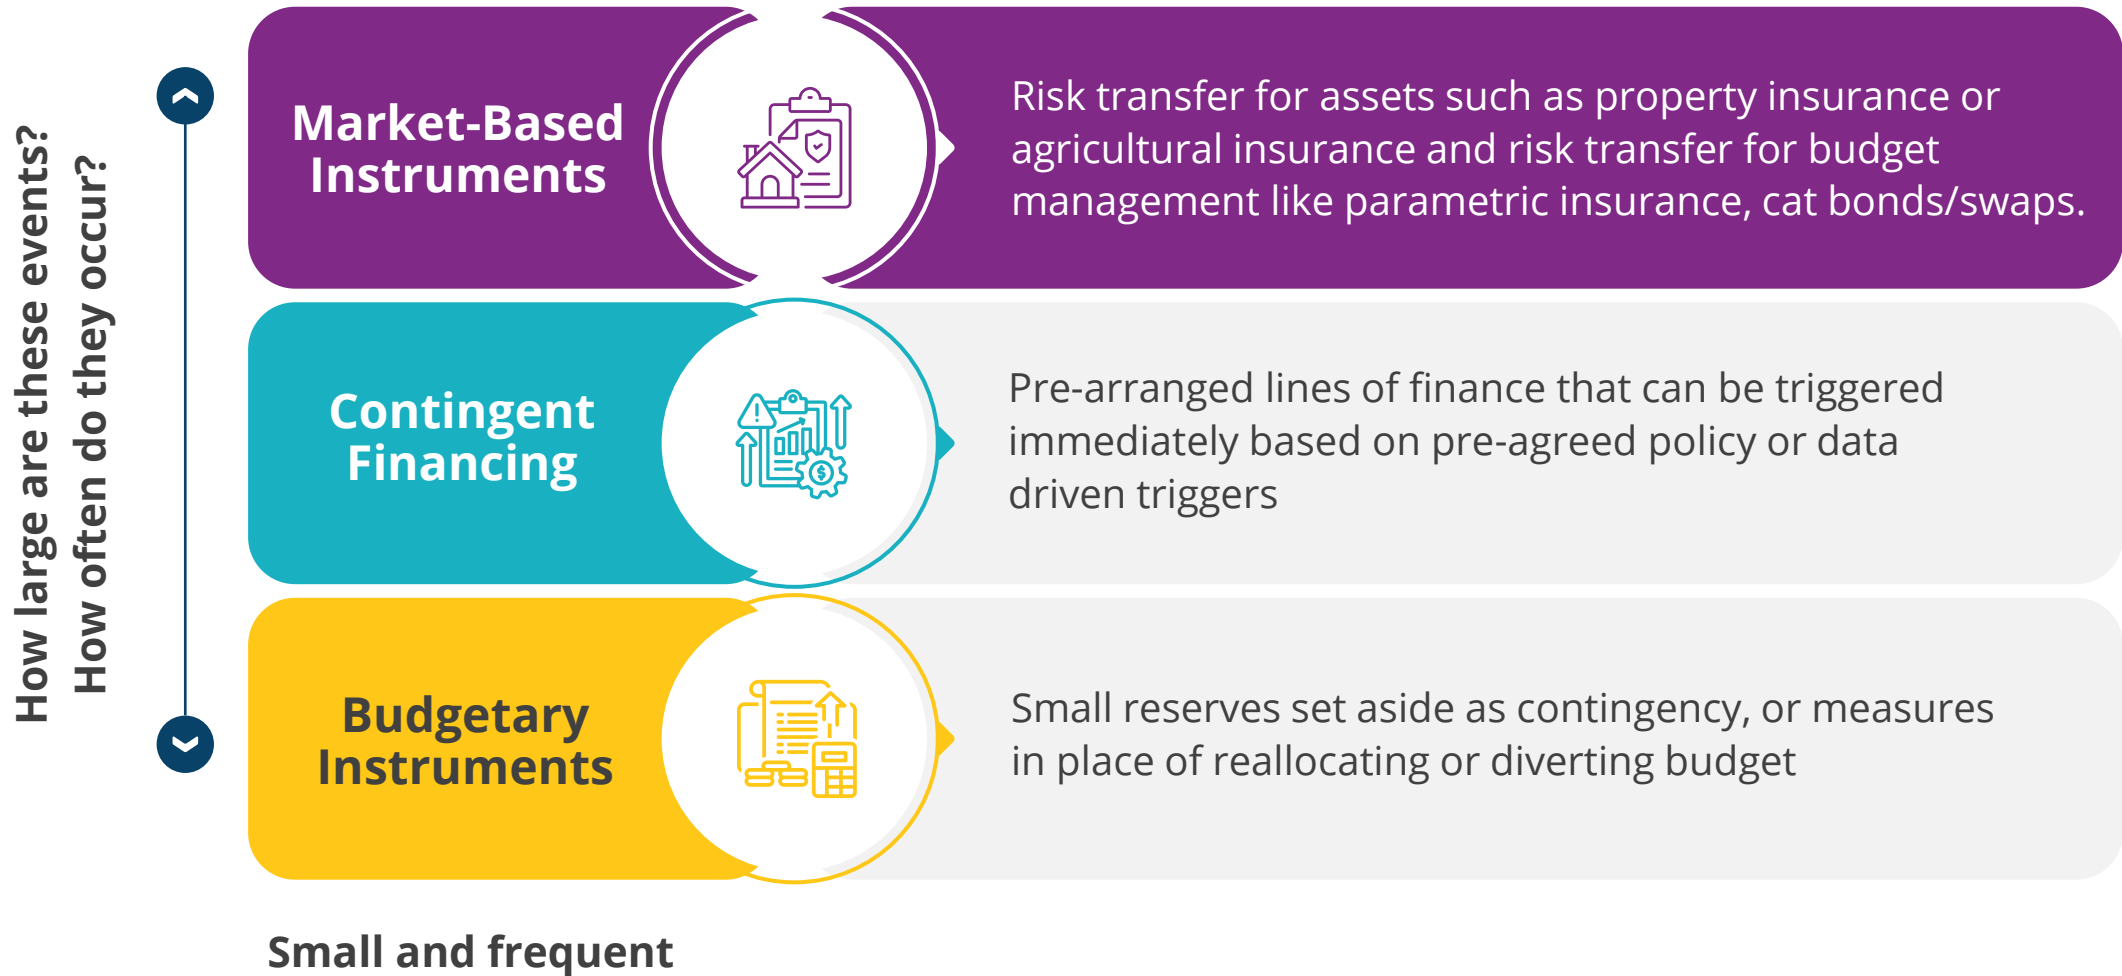 How large are these events?
How often do they occur?
Market-Based
Instruments
Risk transfer for assets such as property insurance or
agricultural insurance and risk transfer for budget
management like parametric insurance, cat bonds/swaps.
Contingent
Financing
Pre-arranged lines of finance that can be triggered
immediately based on pre-agreed policy or data
driven triggers
Budgetary
Instruments
Small reserves set aside as contingency, or measures
in place of reallocating or diverting budget
Small and frequent